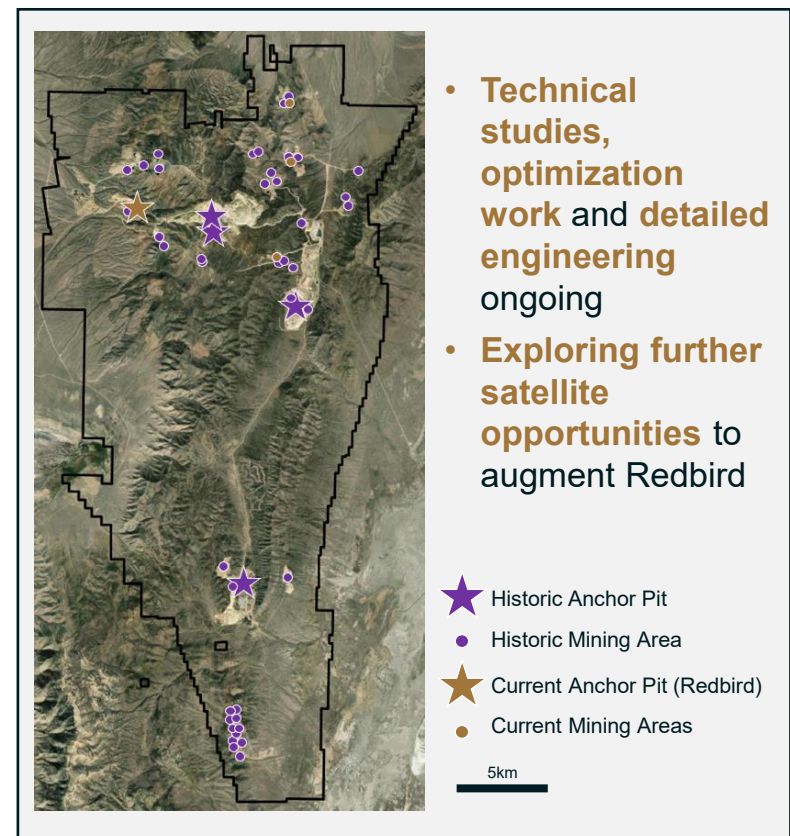 • Technical
studies,
optimization
work and detailed
engineering
ongoing
• Exploring further
satellite
opportunities to
augment Redbird
Historic Anchor Pit
Historic Mining Area
Current Anchor Pit (Redbird)
Current Mining Areas
5km